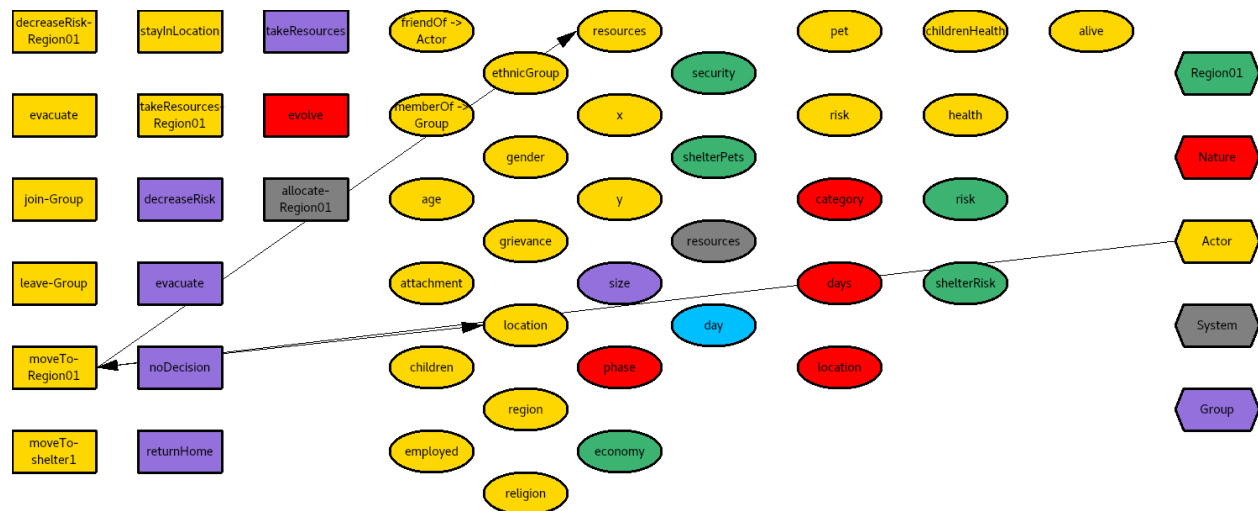 decreaseRisk-
Region01
stayInLocation
takeResources
friendOf ->
Actor
resources
pet
childrenHealth
alive
ethnicGroup
security
Region01
evacuate
takeResources-
Region01
evolve
memberOf ->
Group
x
risk
health
gender
shelterPets
Nature
join-Group
decreaseRisk
allocate-
Region01
age
y
category
risk
grievance
resources
Actor
leave-Group
evacuate
attachment
size
days
shelterRisk
location
day
System
moveTo-
Region01
noDecision
children
phase
location
region
Group
moveTo-
shelter1
returnHome
employed
economy
religion